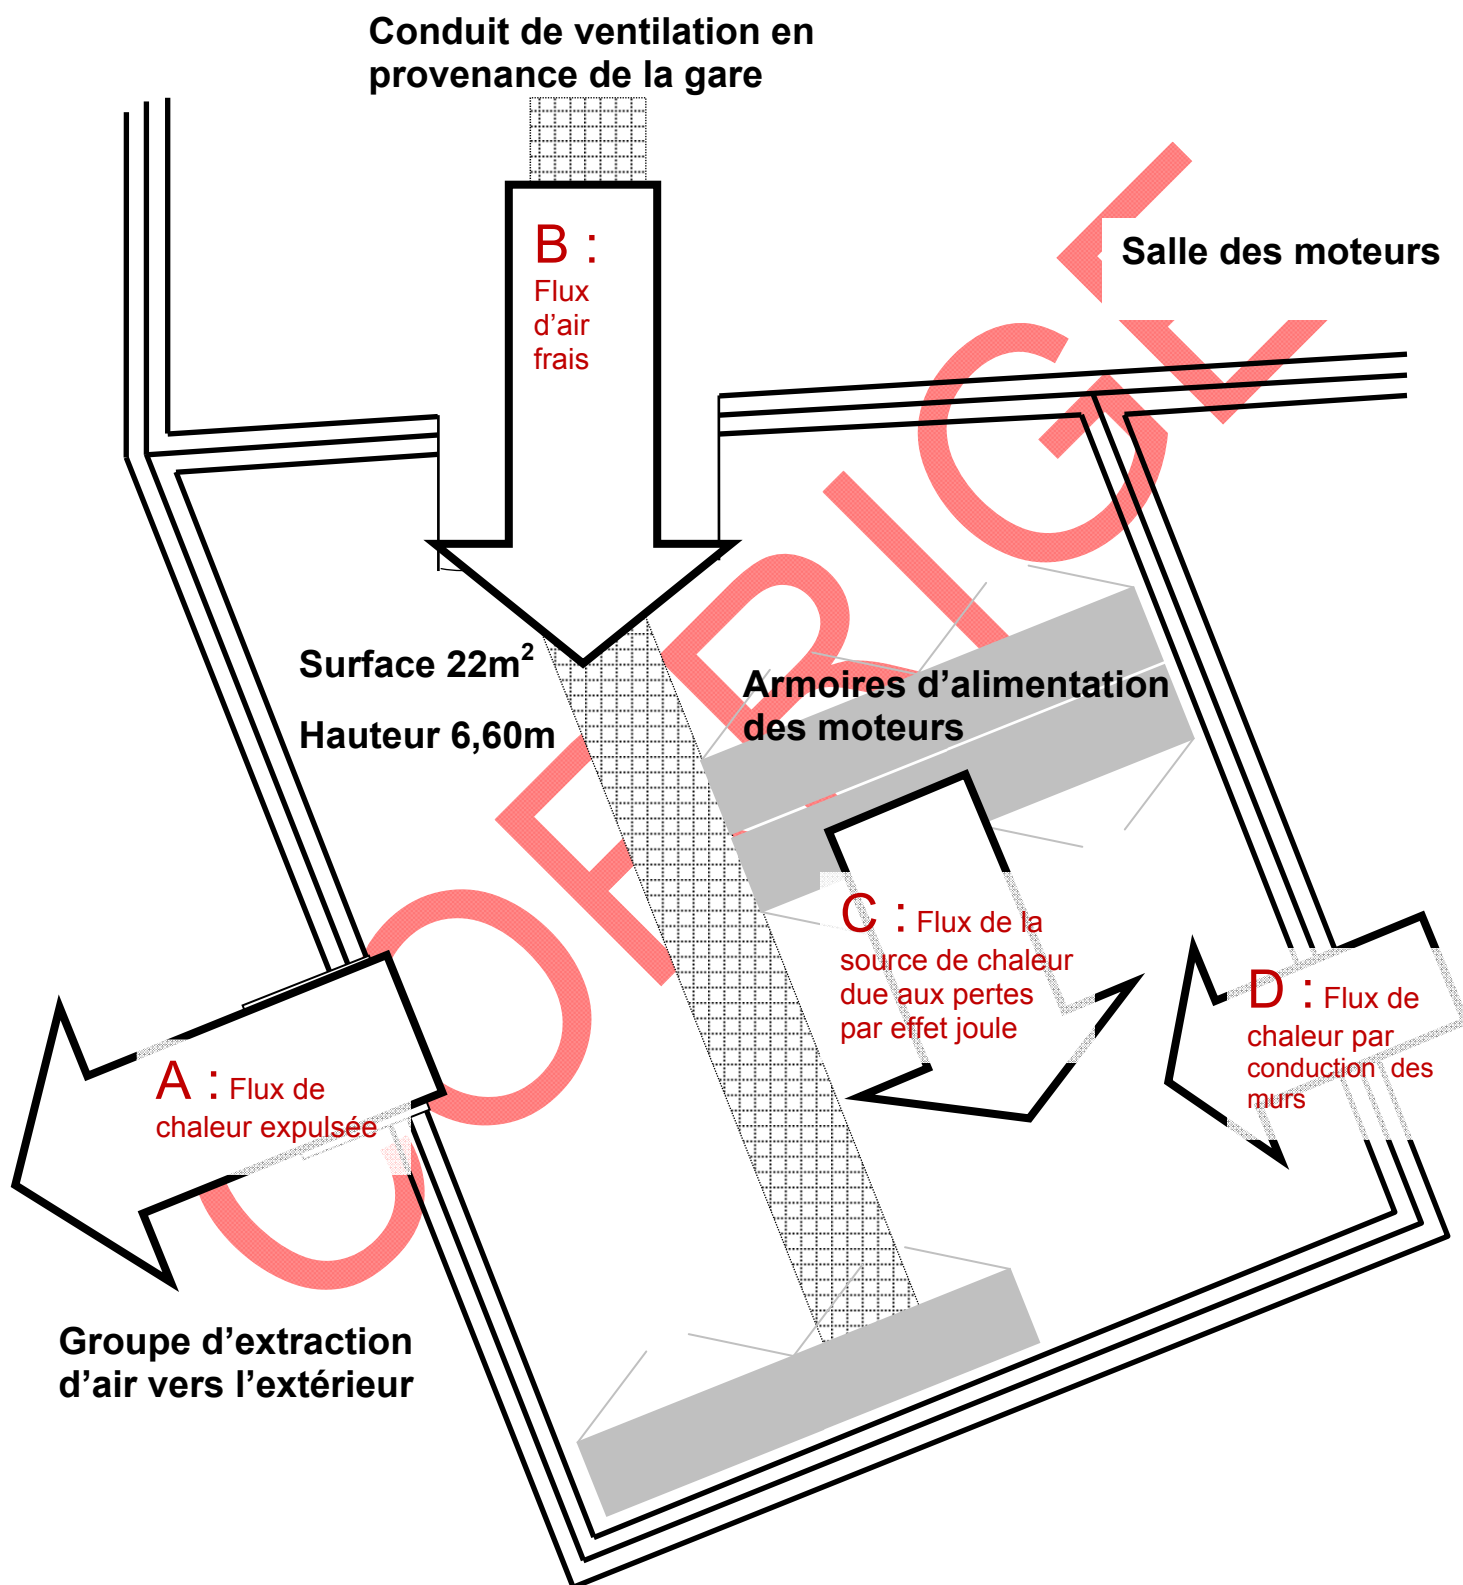 Conduit de ventilation en
provenance de la gare
B :
Flux
d’air
frais
Salle des moteurs
Surface 22m²
Hauteur 6,60m
Armoires d’alimentation
des moteurs
C : Flux de la
source de chaleur
due aux pertes
par effet joule
D : Flux de
chaleur par
conduction des
murs
A : Flux de
chaleur expulsée
Groupe d’extraction
d’air vers l’extérieur
CORRIGE